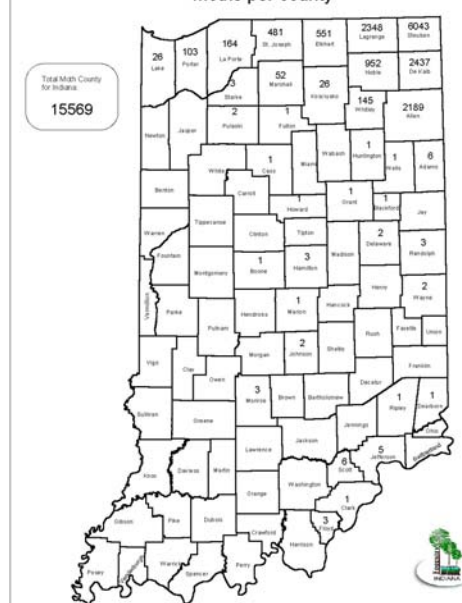 Moths per County
Total Moth County
for Indiana:
15569
26
Lake
103
Porter
164
La Porte
481
St. Joseph
551
Elkhart
2348
Lagrange
6043
Steuben
3
Starke
52
Marshall
26
Kosciusko
952
Noble
2437
De Kalb
Newton
Jasper
2
Pulaski
1
Fulton
145
Whitley
2189
Allen
White
1
Cass
Miami
Wabash
1
Huntington
1
Wells
6
Adams
Benton
Carroll
1
Howard
1
Grant
1
Blackford
Jay
Warren
Tippecanoe
Clinton
Tipton
Madison
2
Delaware
3
Randolph
Fountain
Montgomery
1
Boone
3
Hamilton
Henry
2
Wayne
Vermillion
Parke
Putnam
Hendricks
1
Marion
Hancock
Rush
Fayette
Union
Vigo
Clay
Owen
Morgan
2
Johnson
Shelby
Decatur
Franklin
Sullivan
Greene
3
Monroe
Brown
Bartholomew
Jennings
1
Ripley
1
Dearborn
Ohio
Switzerland
Knox
Daviess
Martin
Lawrence
Jackson
Washington
6
Scott
5
Jefferson
Gibson
Pike
Dubois
Orange
Crawford
Harrison
3
Floyd
1
Clark
Posey
Vanderburgh
Warrick
Spencer
Perry
INDIANA